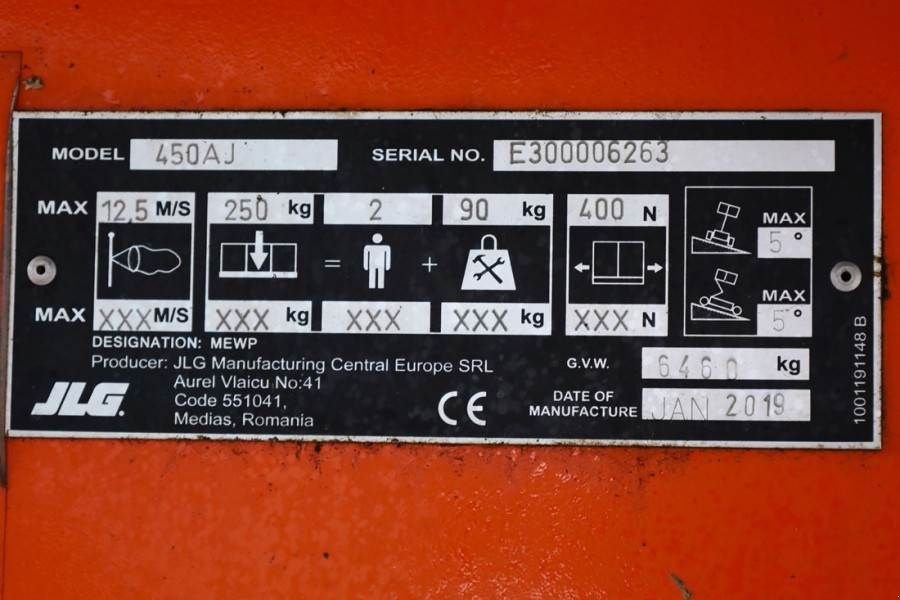 MODEL 450AJ SERIAL NO. E300006263
MAX 12,5 M/S 250 kg 2 90 kg 400 N
MAX 5°
= +
MAX 5°
MAX XXX M/S XXX kg XXX XXX kg XXX N
DESIGNATION: MEWP
Producer: JLG Manufacturing Central Europe SRL
Aurel Vlaicu No:41
Code 551041,
Medias, Romania
JLG.
CE
G.V.W. 6460 kg
DATE OF
MANUFACTURE JAN 2019
1001191148 B